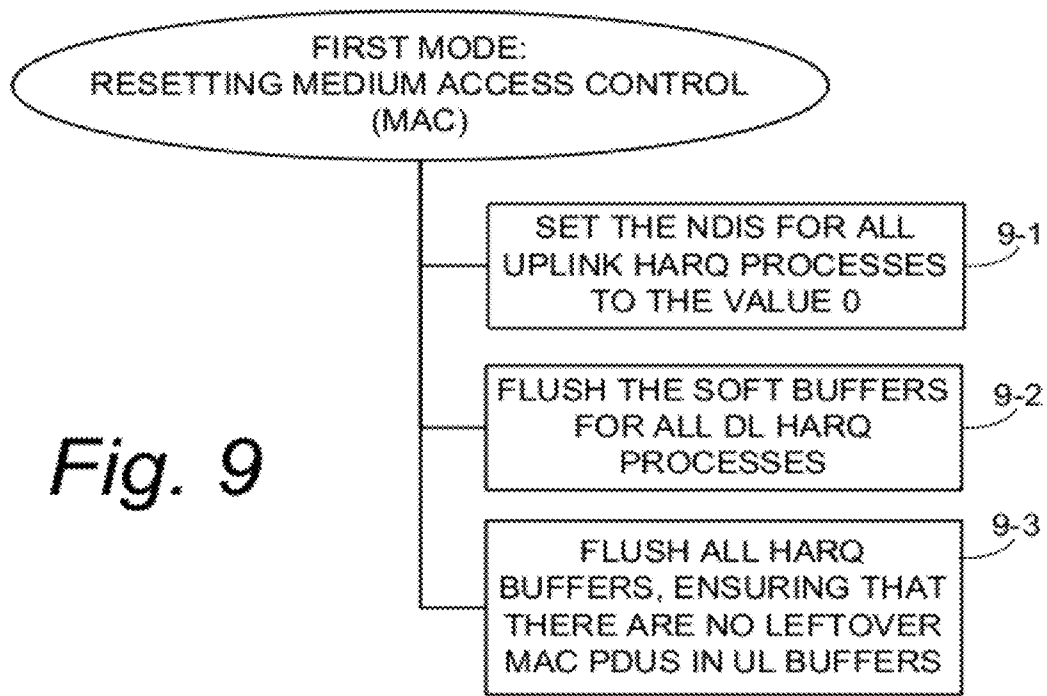 FIRST MODE:
RESETTING MEDIUM ACCESS CONTROL
(MAC)
SET THE NDIS FOR ALL
UPLINK HARQ PROCESSES
TO THE VALUE 0
9-1
FLUSH THE SOFT BUFFERS
FOR ALL DL HARQ
PROCESSES
9-2
Fig. 9
FLUSH ALL HARQ
BUFFERS, ENSURING THAT
THERE ARE NO LEFTOVER
MAC PDUS IN UL BUFFERS
9-3